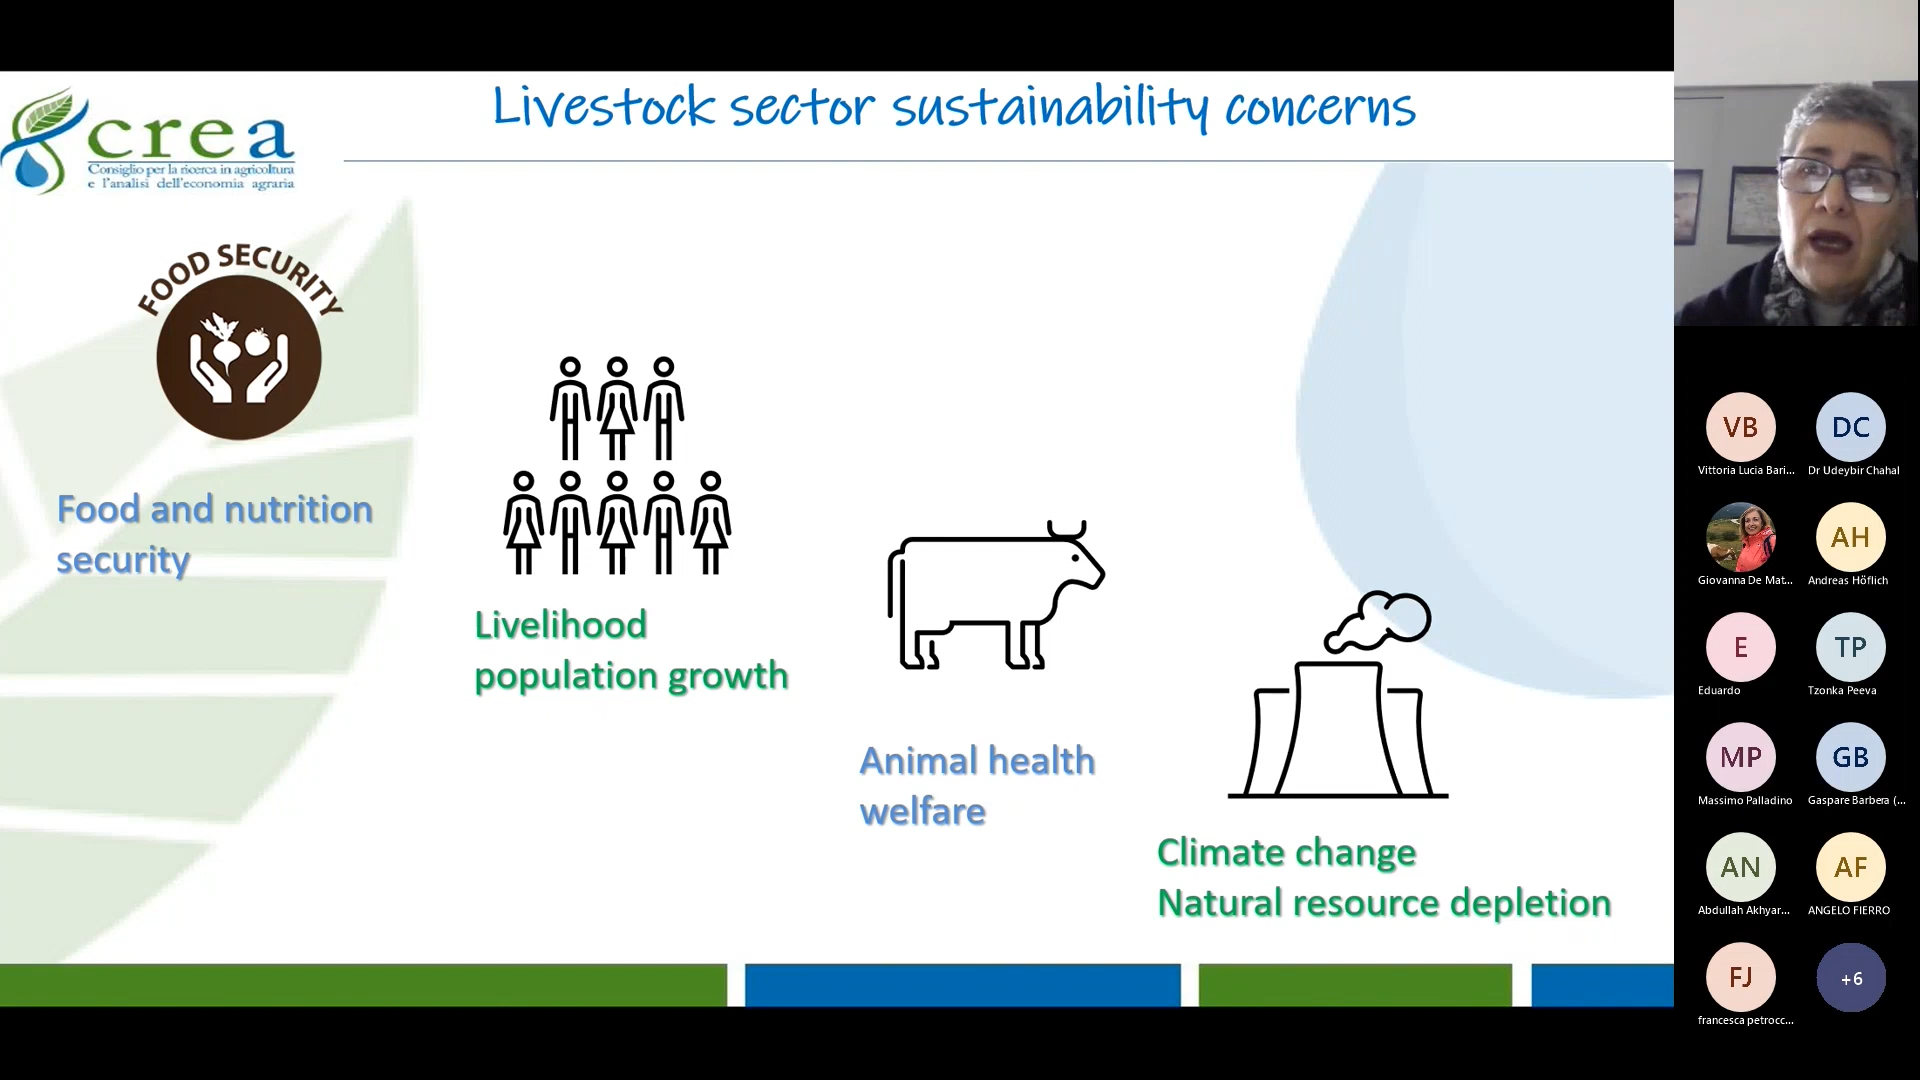 Livestock sector sustainability concerns
crea
Consiglio per la ricerca in agricoltura
e l'analisi dell'economia agraria
FOOD SECURITY
Food and nutrition
security
Livelihood
population growth
Animal health
welfare
Climate change
Natural resource depletion
VB
DC
Vittoria Lucia Bari...
Dr Udeybir Chahal
AH
Giovanna De Mat...
Andreas Höflich
E
TP
Eduardo
Tzonka Peeva
MP
GB
Massimo Palladino
Gaspare Barbera (...
AN
AF
Abdullah Akhyar...
ANGELO FIERRO
FJ
+6
francesca petrocc...